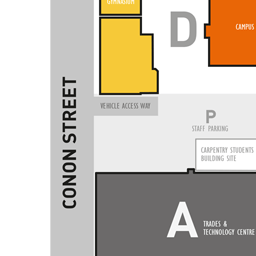 GYMNASIUM
D
CAMPUS
VEHICLE ACCESS WAY
P
STAFF PARKING
CARPENTRY STUDENTS
BUILDING SITE
CONON STREET
A
TRADES &
TECHNOLOGY CENTRE